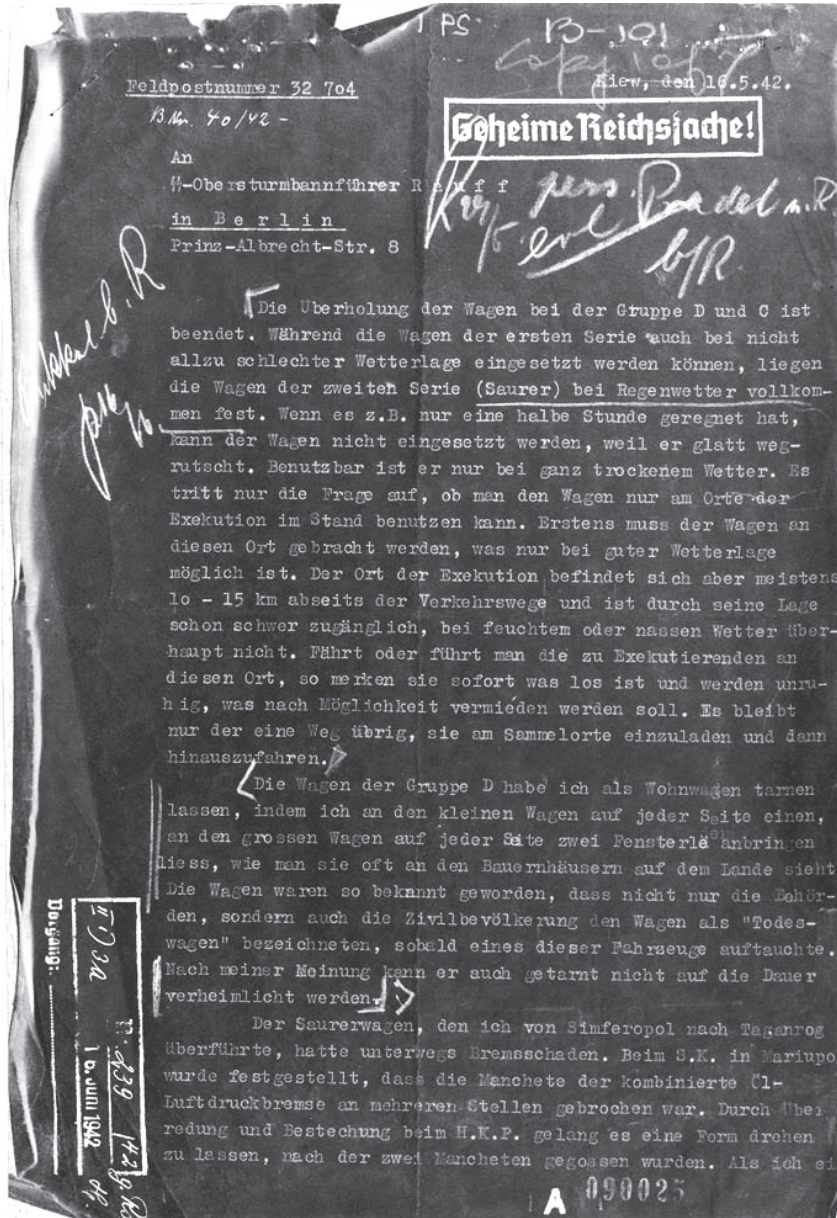 PS
B-101
Copy 1 of 7
Feldpostnummer 32 7o4
Kiew, den 16.5.42.
B.Nr. 40/42 -
Geheime Reichssache!
An
SS-Obersturmbannführer R a u f f
in B e r l i n
Prinz-Albrecht-Str. 8
pers. Pradel n. R
b/R
b. R
Die Überholung der Wagen bei der Gruppe D und C ist
beendet. Während die Wagen der ersten Serie auch bei nicht
allzu schlechter Wetterlage eingesetzt werden können, liegen
die Wagen der zweiten Serie (Saurer) bei Regenwetter vollkom-
men fest. Wenn es z.B. nur eine halbe Stunde geregnet hat,
kann der Wagen nicht eingesetzt werden, weil er glatt weg-
rutscht. Benutzbar ist er nur bei ganz trockenem Wetter. Es
tritt nur die Frage auf, ob man den Wagen nur am Orte der
Exekution im Stand benutzen kann. Erstens muss der Wagen an
diesen Ort gebracht werden, was nur bei guter Wetterlage
möglich ist. Der Ort der Exekution befindet sich aber meistens
lo - 15 km abseits der Verkehrswege und ist durch seine Lage
schon schwer zugänglich, bei feuchtem oder nassen Wetter über-
haupt nicht. Fährt oder führt man die zu Exekutierenden an
diesen Ort, so merken sie sofort was los ist und werden unru-
hig, was nach Möglichkeit vermieden werden soll. Es bleibt
nur der eine Weg übrig, sie am Sammelorte einzuladen und dann
hinauszufahren.
Die Wagen der Gruppe D habe ich als Wohnwagen tarnen
lassen, indem ich an den kleinen Wagen auf jeder Seite einen,
an den grossen Wagen auf jeder Seite zwei Fensterläden anbringen
liess, wie man sie oft an den Bauernhäusern auf dem Lande sieht
Die Wagen waren so bekannt geworden, dass nicht nur die Behör-
den, sondern auch die Zivilbevölkerung den Wagen als "Todes-
wagen" bezeichneten, sobald eines dieser Fahrzeuge auftauchte.
Nach meiner Meinung kann er auch getarnt nicht auf die Dauer
verheimlicht werden.
Der Saurerwagen, den ich von Simferopol nach Taganrog
überführte, hatte unterwegs Bremsschaden. Beim S.K. in Mariupo
wurde festgestellt, dass die Manchete der kombinierte Öl-
Luftdruckbremse an mehreren Stellen gebrochen war. Durch Über
redung und Bestechung beim H.K.P. gelang es eine Form drehen
zu lassen, nach der zwei Mancheten gegossen wurden. Als ich ei
Vorgang:
II D 3a
239/42 g.Rs
16. Juni 1942
A 090025